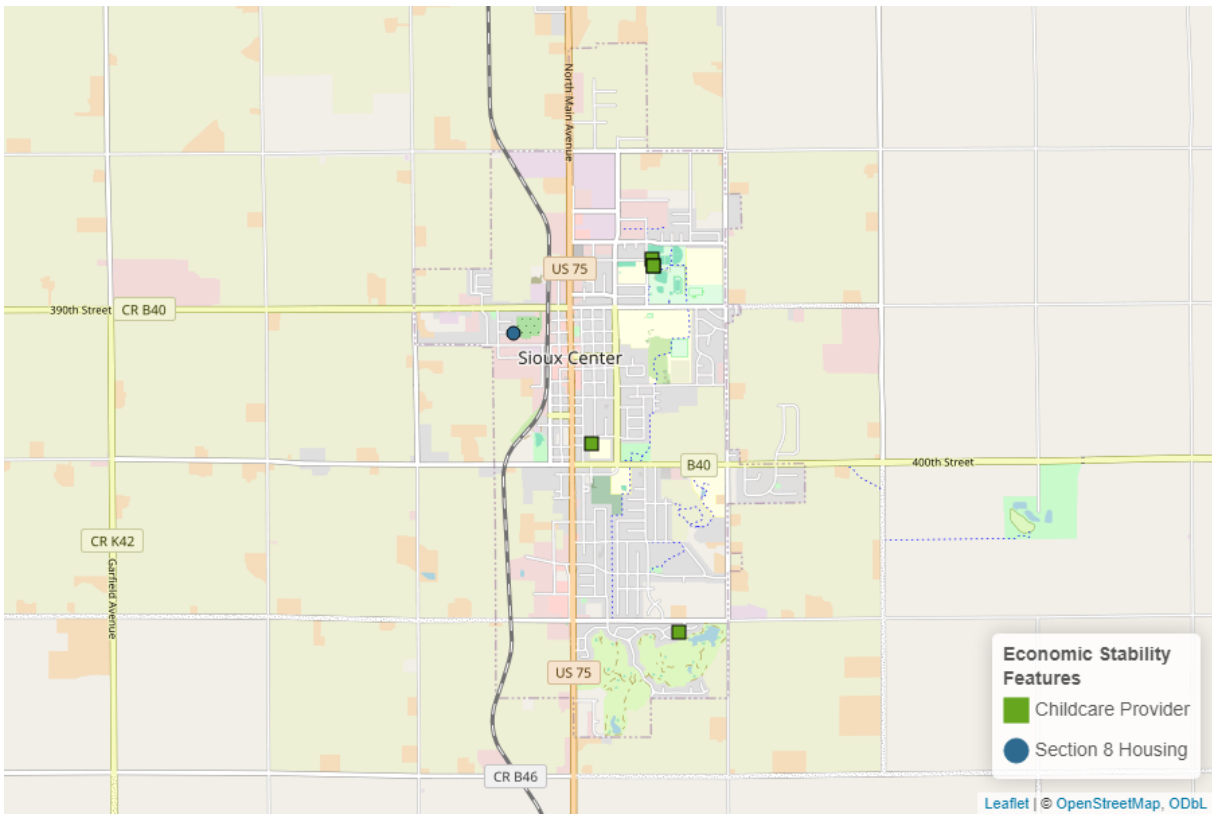 North Main Avenue
US 75
390th Street
CR B40
Sioux Center
B40
400th Street
CR K42
Garfield Avenue
US 75
CR B46
Economic Stability
Features
Childcare Provider
Section 8 Housing
Leaflet | © OpenStreetMap, ODbL